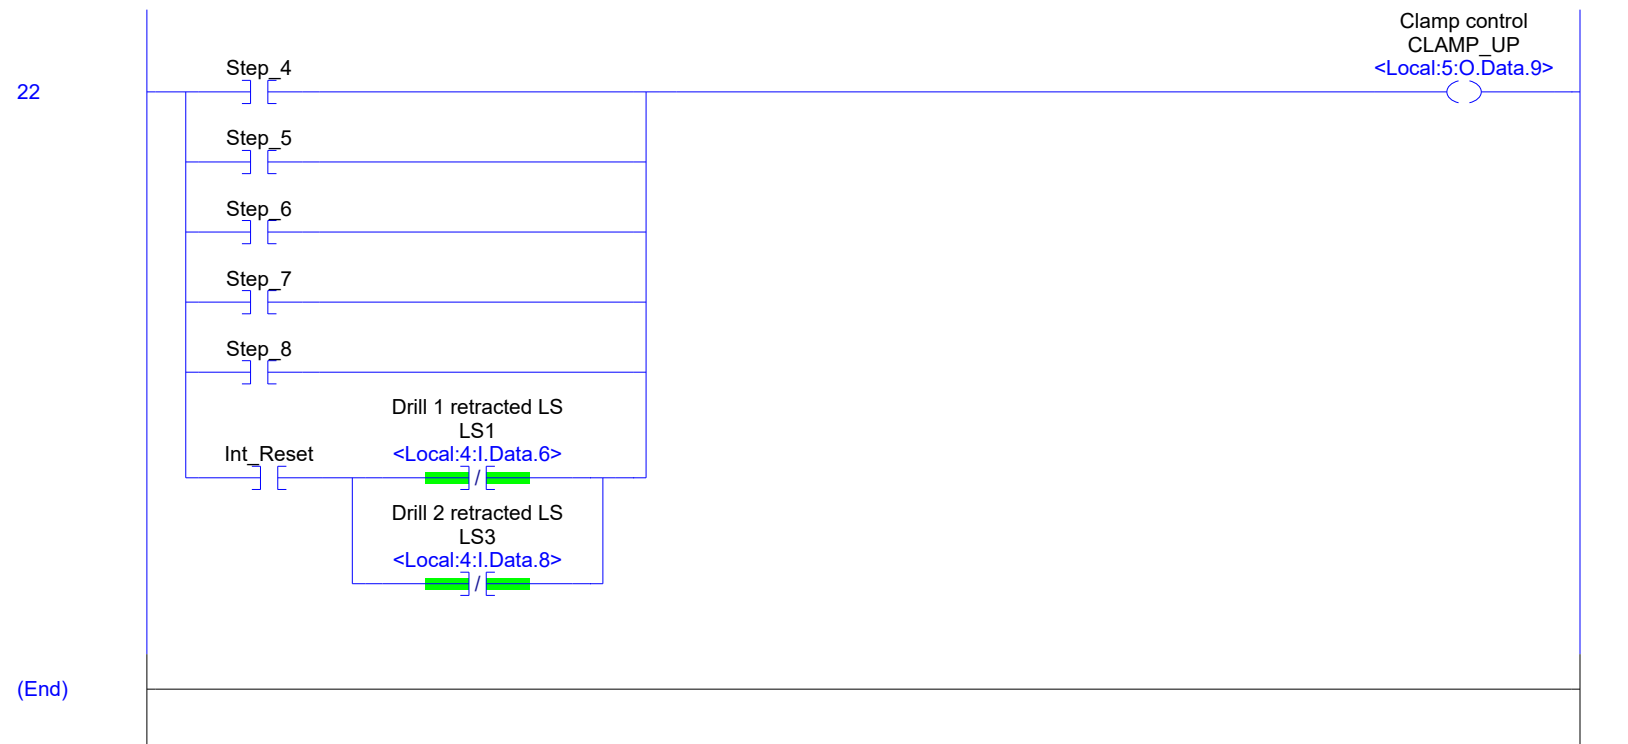 Clamp control
CLAMP_UP
<Local:5:O.Data.9>
22
Step_4
Step_5
Step_6
Step_7
Step_8
Drill 1 retracted LS
LS1
<Local:4:I.Data.6>
Int_Reset
/
Drill 2 retracted LS
LS3
<Local:4:I.Data.8>
/
(End)